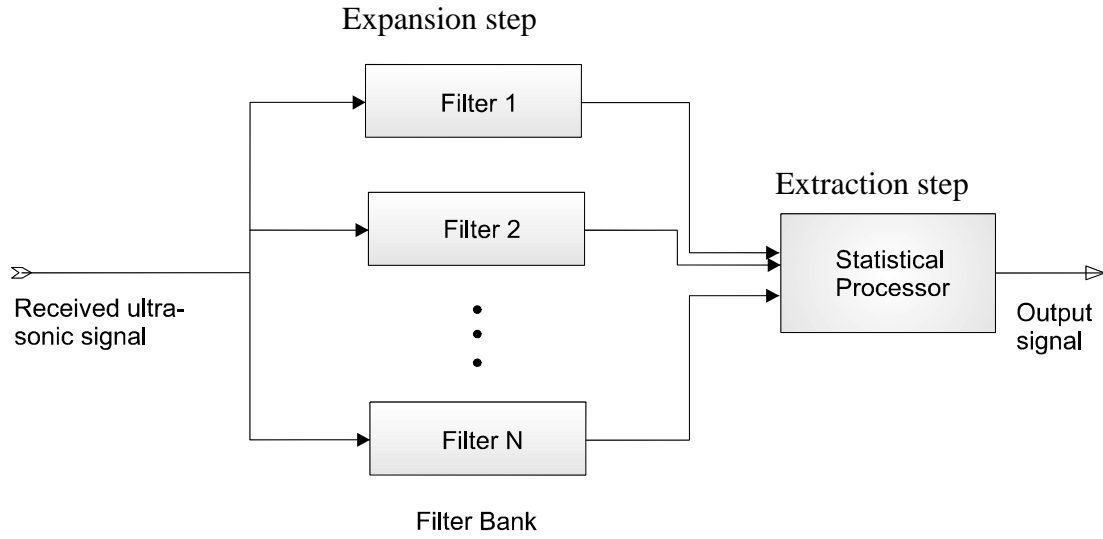 Expansion step
Filter 1
Filter 2
Extraction step
Statistical
Processor
Received ultra-
sonic signal
Output
signal
Filter N
Filter Bank